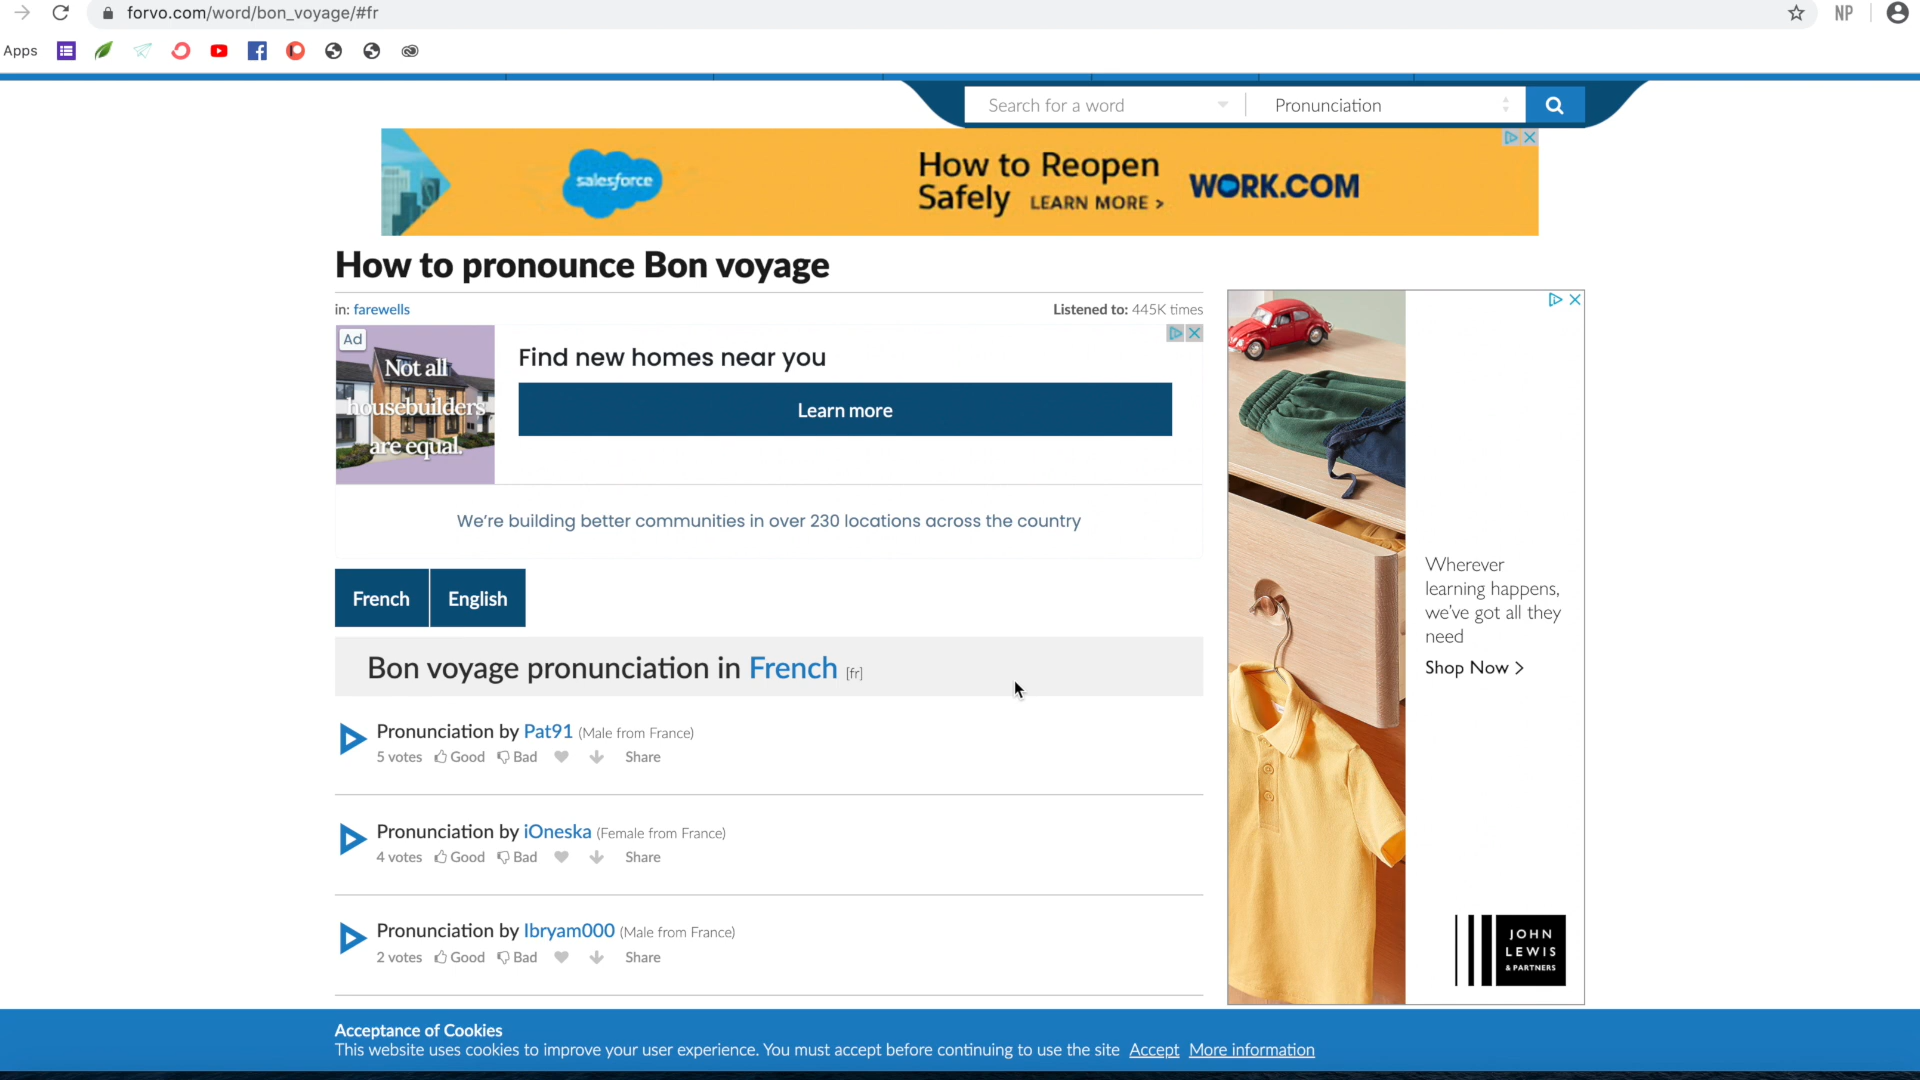 forvo.com/word/bon_voyage/#fr
NP
Apps
Search for a word
Pronunciation
salesforce
How to Reopen
Safely LEARN MORE >
WORK.COM
How to pronounce Bon voyage
in: farewells
Listened to: 445K times
Ad
Not all
housebuilders
are equal.
Find new homes near you
Learn more
We're building better communities in over 230 locations across the country
French
English
Bon voyage pronunciation in French [fr]
Pronunciation by Pat91 (Male from France)
5 votes Good Bad Share
Pronunciation by iOneska (Female from France)
4 votes Good Bad Share
Pronunciation by Ibryam000 (Male from France)
2 votes Good Bad Share
Wherever
learning happens,
we've got all they
need
Shop Now >
JOHN
LEWIS
& PARTNERS
Acceptance of Cookies
This website uses cookies to improve your user experience. You must accept before continuing to use the site Accept More information